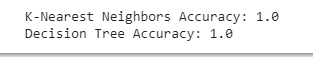 K-Nearest Neighbors Accuracy: 1.0
Decision Tree Accuracy: 1.0